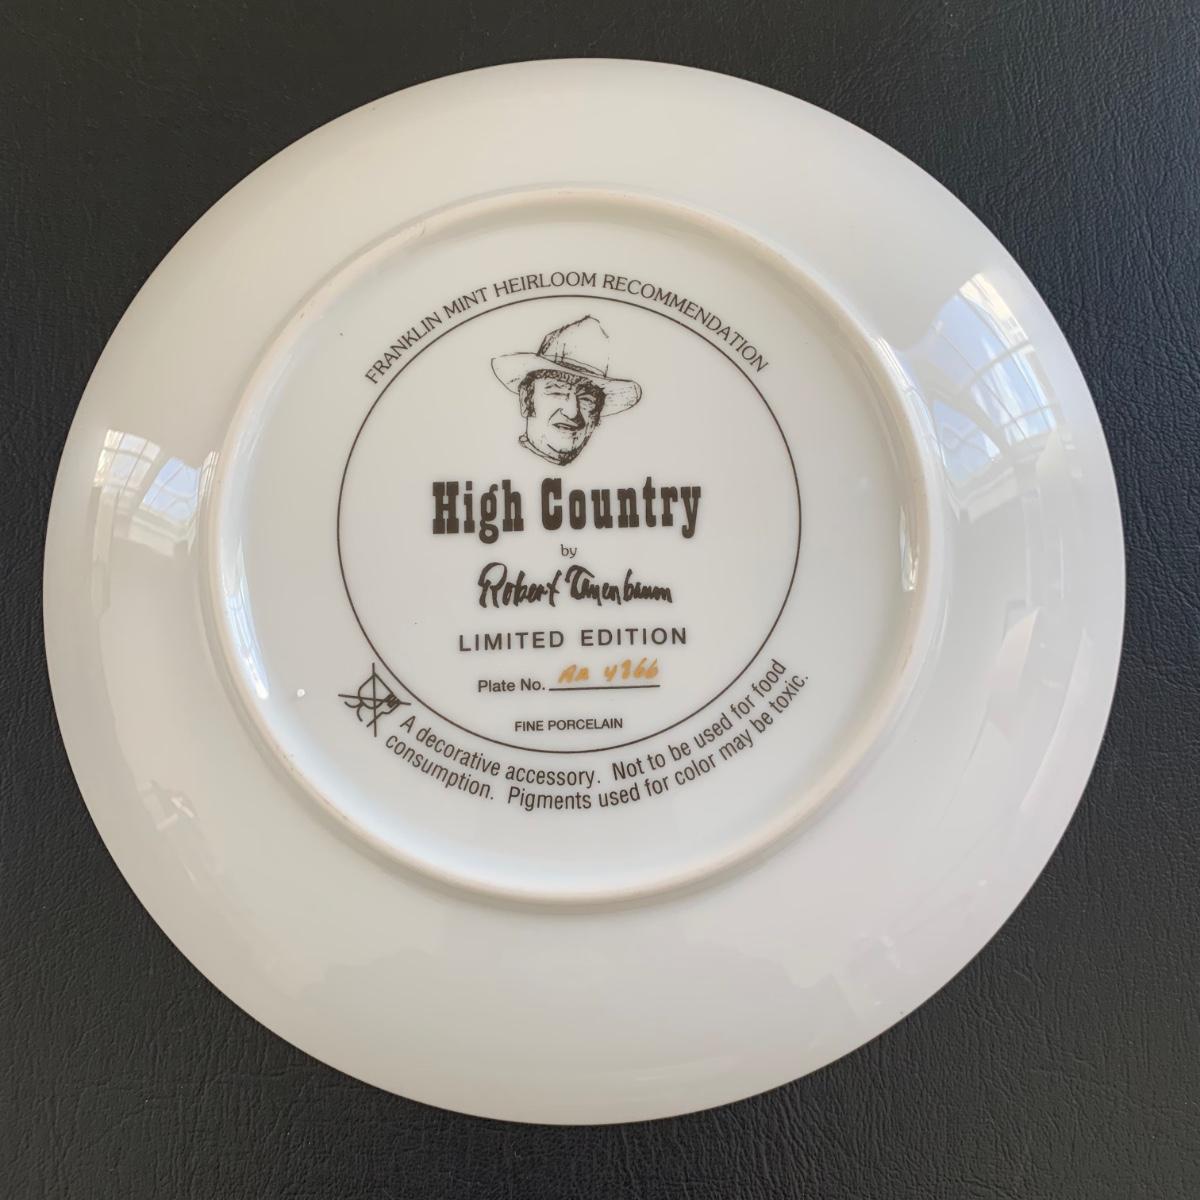 FRANKLIN MINT HEIRLOOM RECOMMENDATION
High Country
by
Robert Tanenbaum
LIMITED EDITION
Plate No. AA 4866
FINE PORCELAIN
A decorative accessory. Not to be used for food
consumption. Pigments used for color may be toxic.